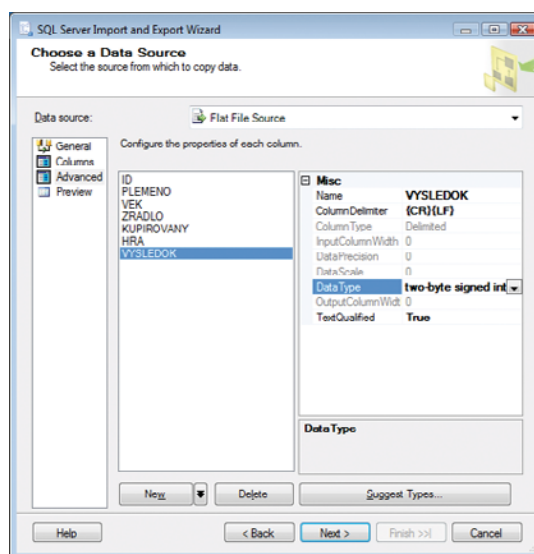 SQL Server Import and Export Wizard
Choose a Data Source
Select the source from which to copy data.
Data source: Flat File Source
General
Columns
Advanced
Preview
Configure the properties of each column.
ID
PLEMENO
VEK
ZRADLO
KUPIROVANY
HRA
VYSLEDOK
Misc
Name VYSLEDOK
ColumnDelimiter {CR}{LF}
ColumnType Delimited
InputColumnWidth 0
DataPrecision 0
DataScale 0
DataType two-byte signed int
OutputColumnWidt 0
TextQualified True
DataType
New Delete Suggest Types...
Help < Back Next > Finish >>| Cancel